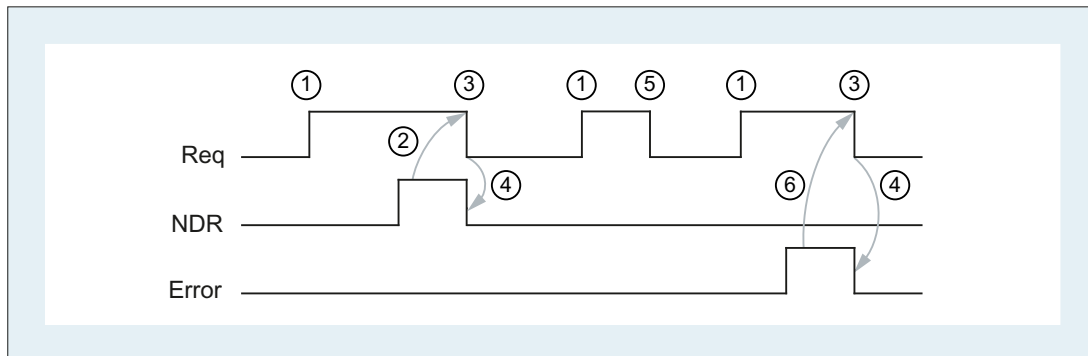 ① ③ ① ⑤ ① ③
②
Req
④ ⑥ ④
NDR
Error